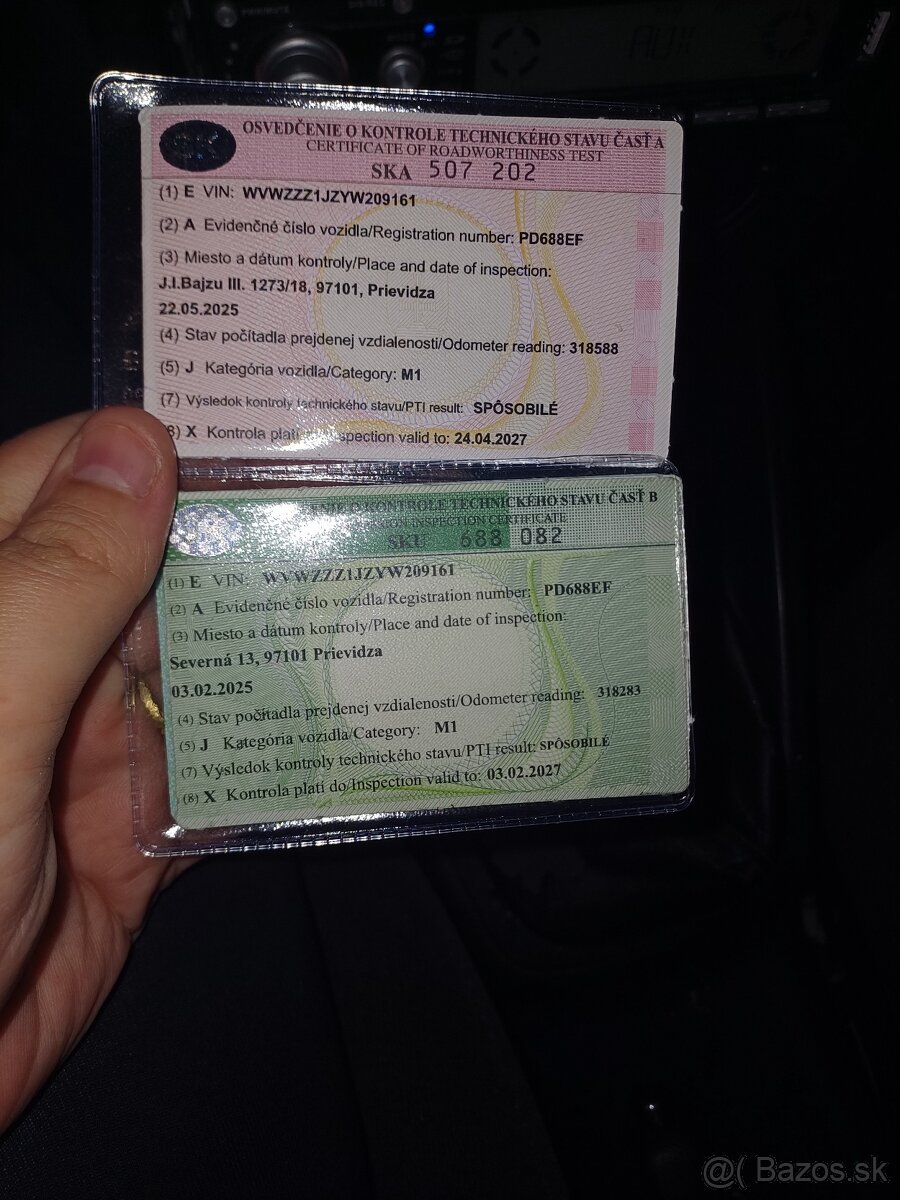 OSVEDČENIE O KONTROLE TECHNICKÉHO STAVU ČASŤ A
CERTIFICATE OF ROADWORTHINESS TEST
SKA 507 202
(1) E VIN: WVWZZZ1JZYW209161
(2) A Evidenčné číslo vozidla/Registration number: PD688EF
(3) Miesto a dátum kontroly/Place and date of inspection:
J.I.Bajzu III. 1273/18, 97101, Prievidza
22.05.2025
(4) Stav počítadla prejdenej vzdialenosti/Odometer reading: 318588
(5) J Kategória vozidla/Category: M1
(7) Výsledok kontroly technického stavu/PTI result: SPÔSOBILÉ
8) X Kontrola platí spection valid to: 24.04.2027
ENIE O KONTROLE TECHNICKÉHO STAVU ČASŤ B
INSPECTION CERTIFICATE
SKU 688 082
(1) E VIN: WVWZZZ1JZYW209161
(2) A Evidenčné číslo vozidla/Registration number: PD688EF
(3) Miesto a dátum kontroly/Place and date of inspection:
Severná 13, 97101 Prievidza
03.02.2025
(4) Stav počítadla prejdenej vzdialenosti/Odometer reading: 318283
(5) J Kategória vozidla/Category: M1
(7) Výsledok kontroly technického stavu/PTI result: SPÔSOBILÉ
(8) X Kontrola platí do/Inspection valid to: 03.02.2027
@( Bazos.sk